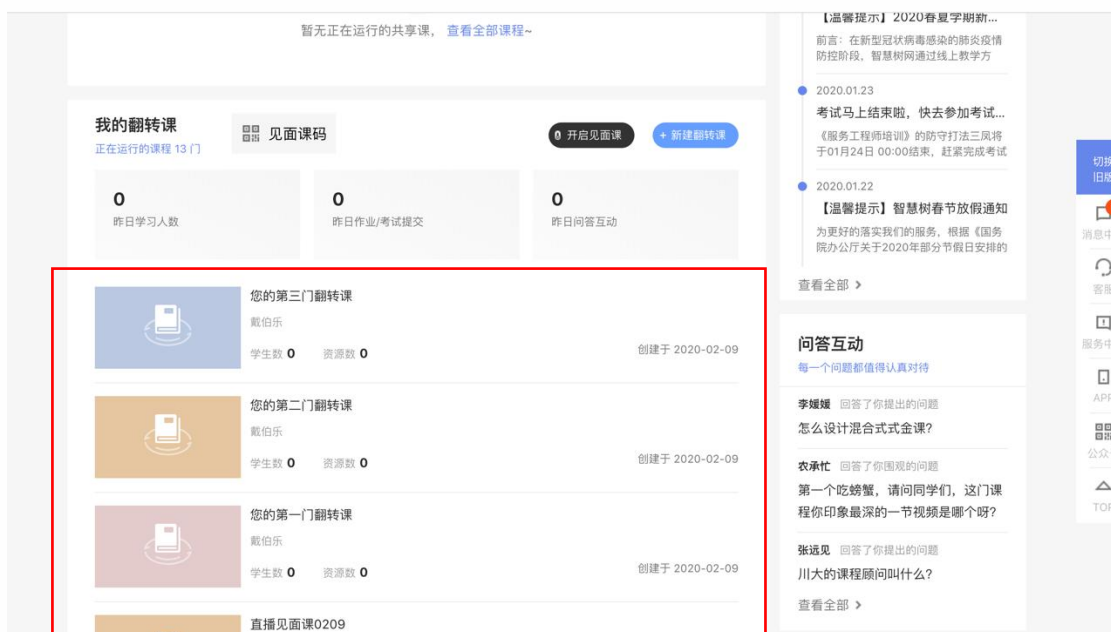 暂无正在运行的共享课， 查看全部课程~
我的翻转课
正在运行的课程 13 门
见面课码
开启见面课
+ 新建翻转课
0
昨日学习人数
0
昨日作业/考试提交
0
昨日问答互动
您的第三门翻转课
戴伯乐
学生数 0 资源数 0
创建于 2020-02-09
您的第二门翻转课
戴伯乐
学生数 0 资源数 0
创建于 2020-02-09
您的第一门翻转课
戴伯乐
学生数 0 资源数 0
创建于 2020-02-09
直播见面课0209
【温馨提示】2020春夏学期新...
前言：在新型冠状病毒感染的肺炎疫情
防控阶段，智慧树网通过线上教学方
2020.01.23
考试马上结束啦，快去参加考试...
《服务工程师培训》的防守打法三凤将
于01月24日 00:00结束，赶紧完成考试
2020.01.22
【温馨提示】智慧树春节放假通知
为更好的落实我们的服务，根据《国务
院办公厅关于2020年部分节假日安排的
查看全部 >
问答互动
每一个问题都值得认真对待
李媛媛 回答了你提出的问题
怎么设计混合式式金课?
农承忙 回答了你围观的问题
第一个吃螃蟹，请问同学们，这门课
程你印象最深的一节视频是哪个呀?
张远见 回答了你提出的问题
川大的课程顾问叫什么?
查看全部 >
切换
旧版
消息中
客服
服务中
APP
公众
TOP